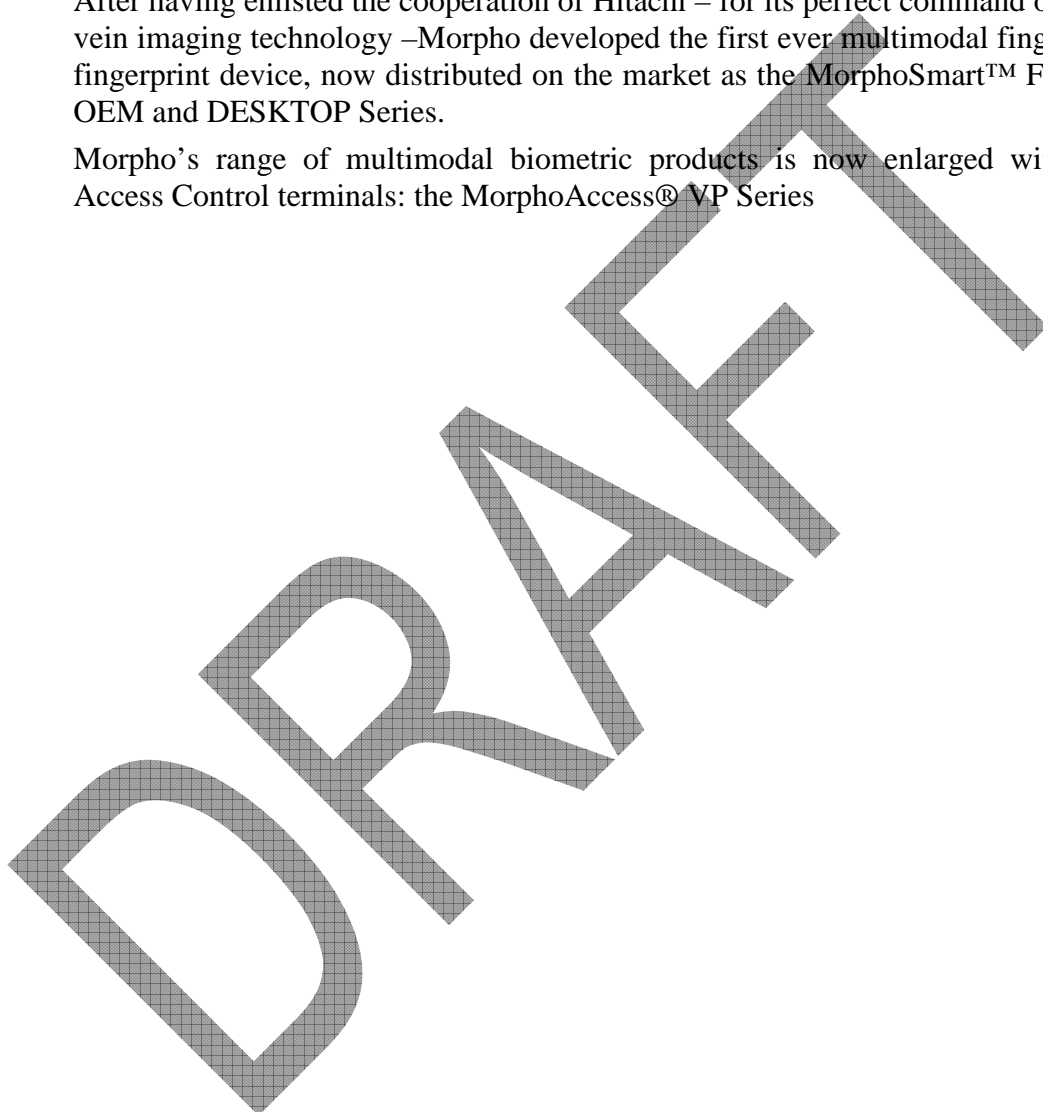 After having enlisted the cooperation of Hitachi – for its perfect command o
vein imaging technology –Morpho developed the first ever multimodal fing
fingerprint device, now distributed on the market as the MorphoSmart™ F
OEM and DESKTOP Series.
Morpho’s range of multimodal biometric products is now enlarged wi
Access Control terminals: the MorphoAccess® VP Series
DRAFT